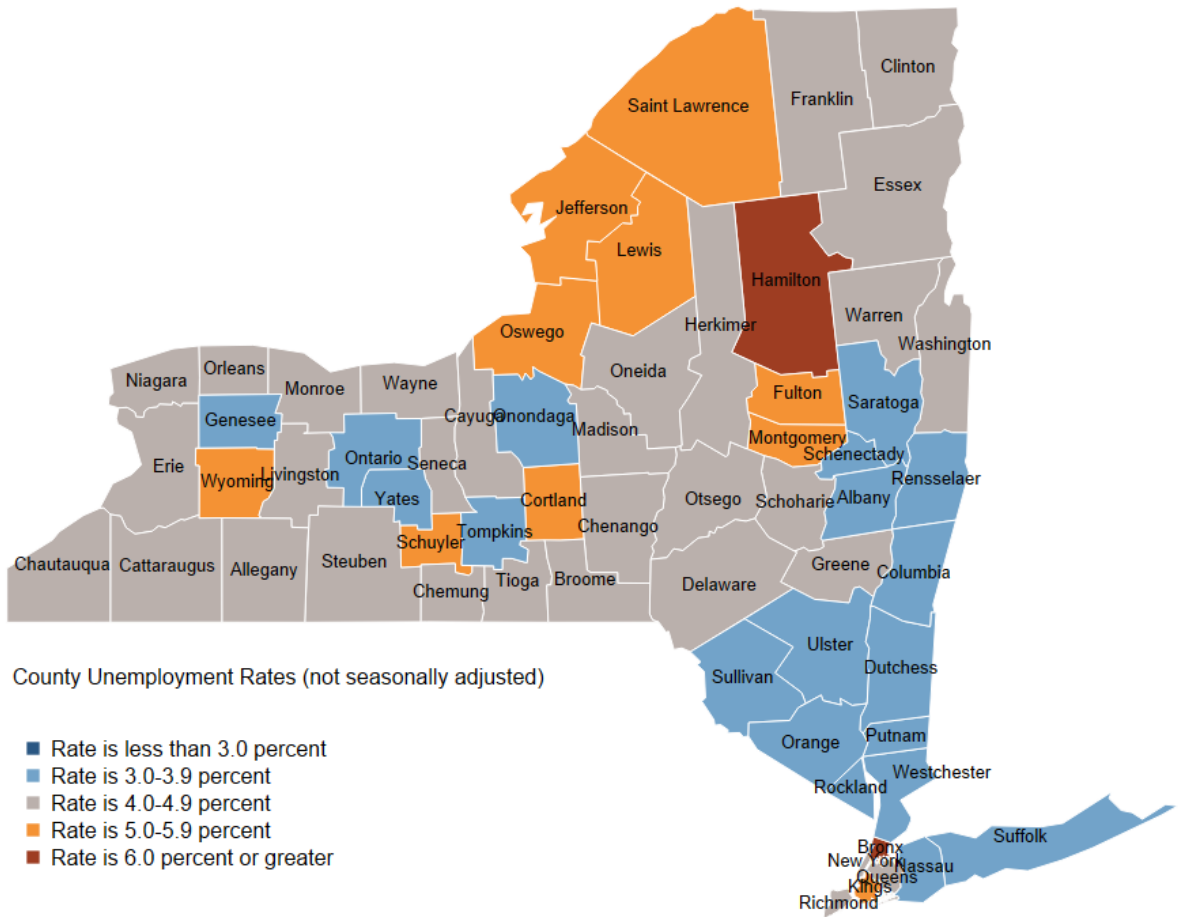 Clinton
Franklin
Saint Lawrence
Essex
Jefferson
Lewis
Hamilton
Warren
Herkimer
Oswego
Washington
Oneida
Orleans
Niagara
Monroe
Wayne
Fulton
Saratoga
Cayuga
Onondaga
Genesee
Madison
Montgomery
Schenectady
Ontario
Seneca
Erie
Livingston
Wyoming
Rensselaer
Yates
Cortland
Otsego
Schoharie
Albany
Chenango
Tompkins
Schuyler
Steuben
Chautauqua
Cattaraugus
Allegany
Greene
Columbia
Tioga
Broome
Delaware
Chemung
Ulster
Dutchess
Sullivan
County Unemployment Rates (not seasonally adjusted)
Putnam
Orange
Rate is less than 3.0 percent
Westchester
Rate is 3.0-3.9 percent
Rockland
Rate is 4.0-4.9 percent
Rate is 5.0-5.9 percent
Suffolk
Bronx
Rate is 6.0 percent or greater
New York
Nassau
Queens
Kings
Richmond